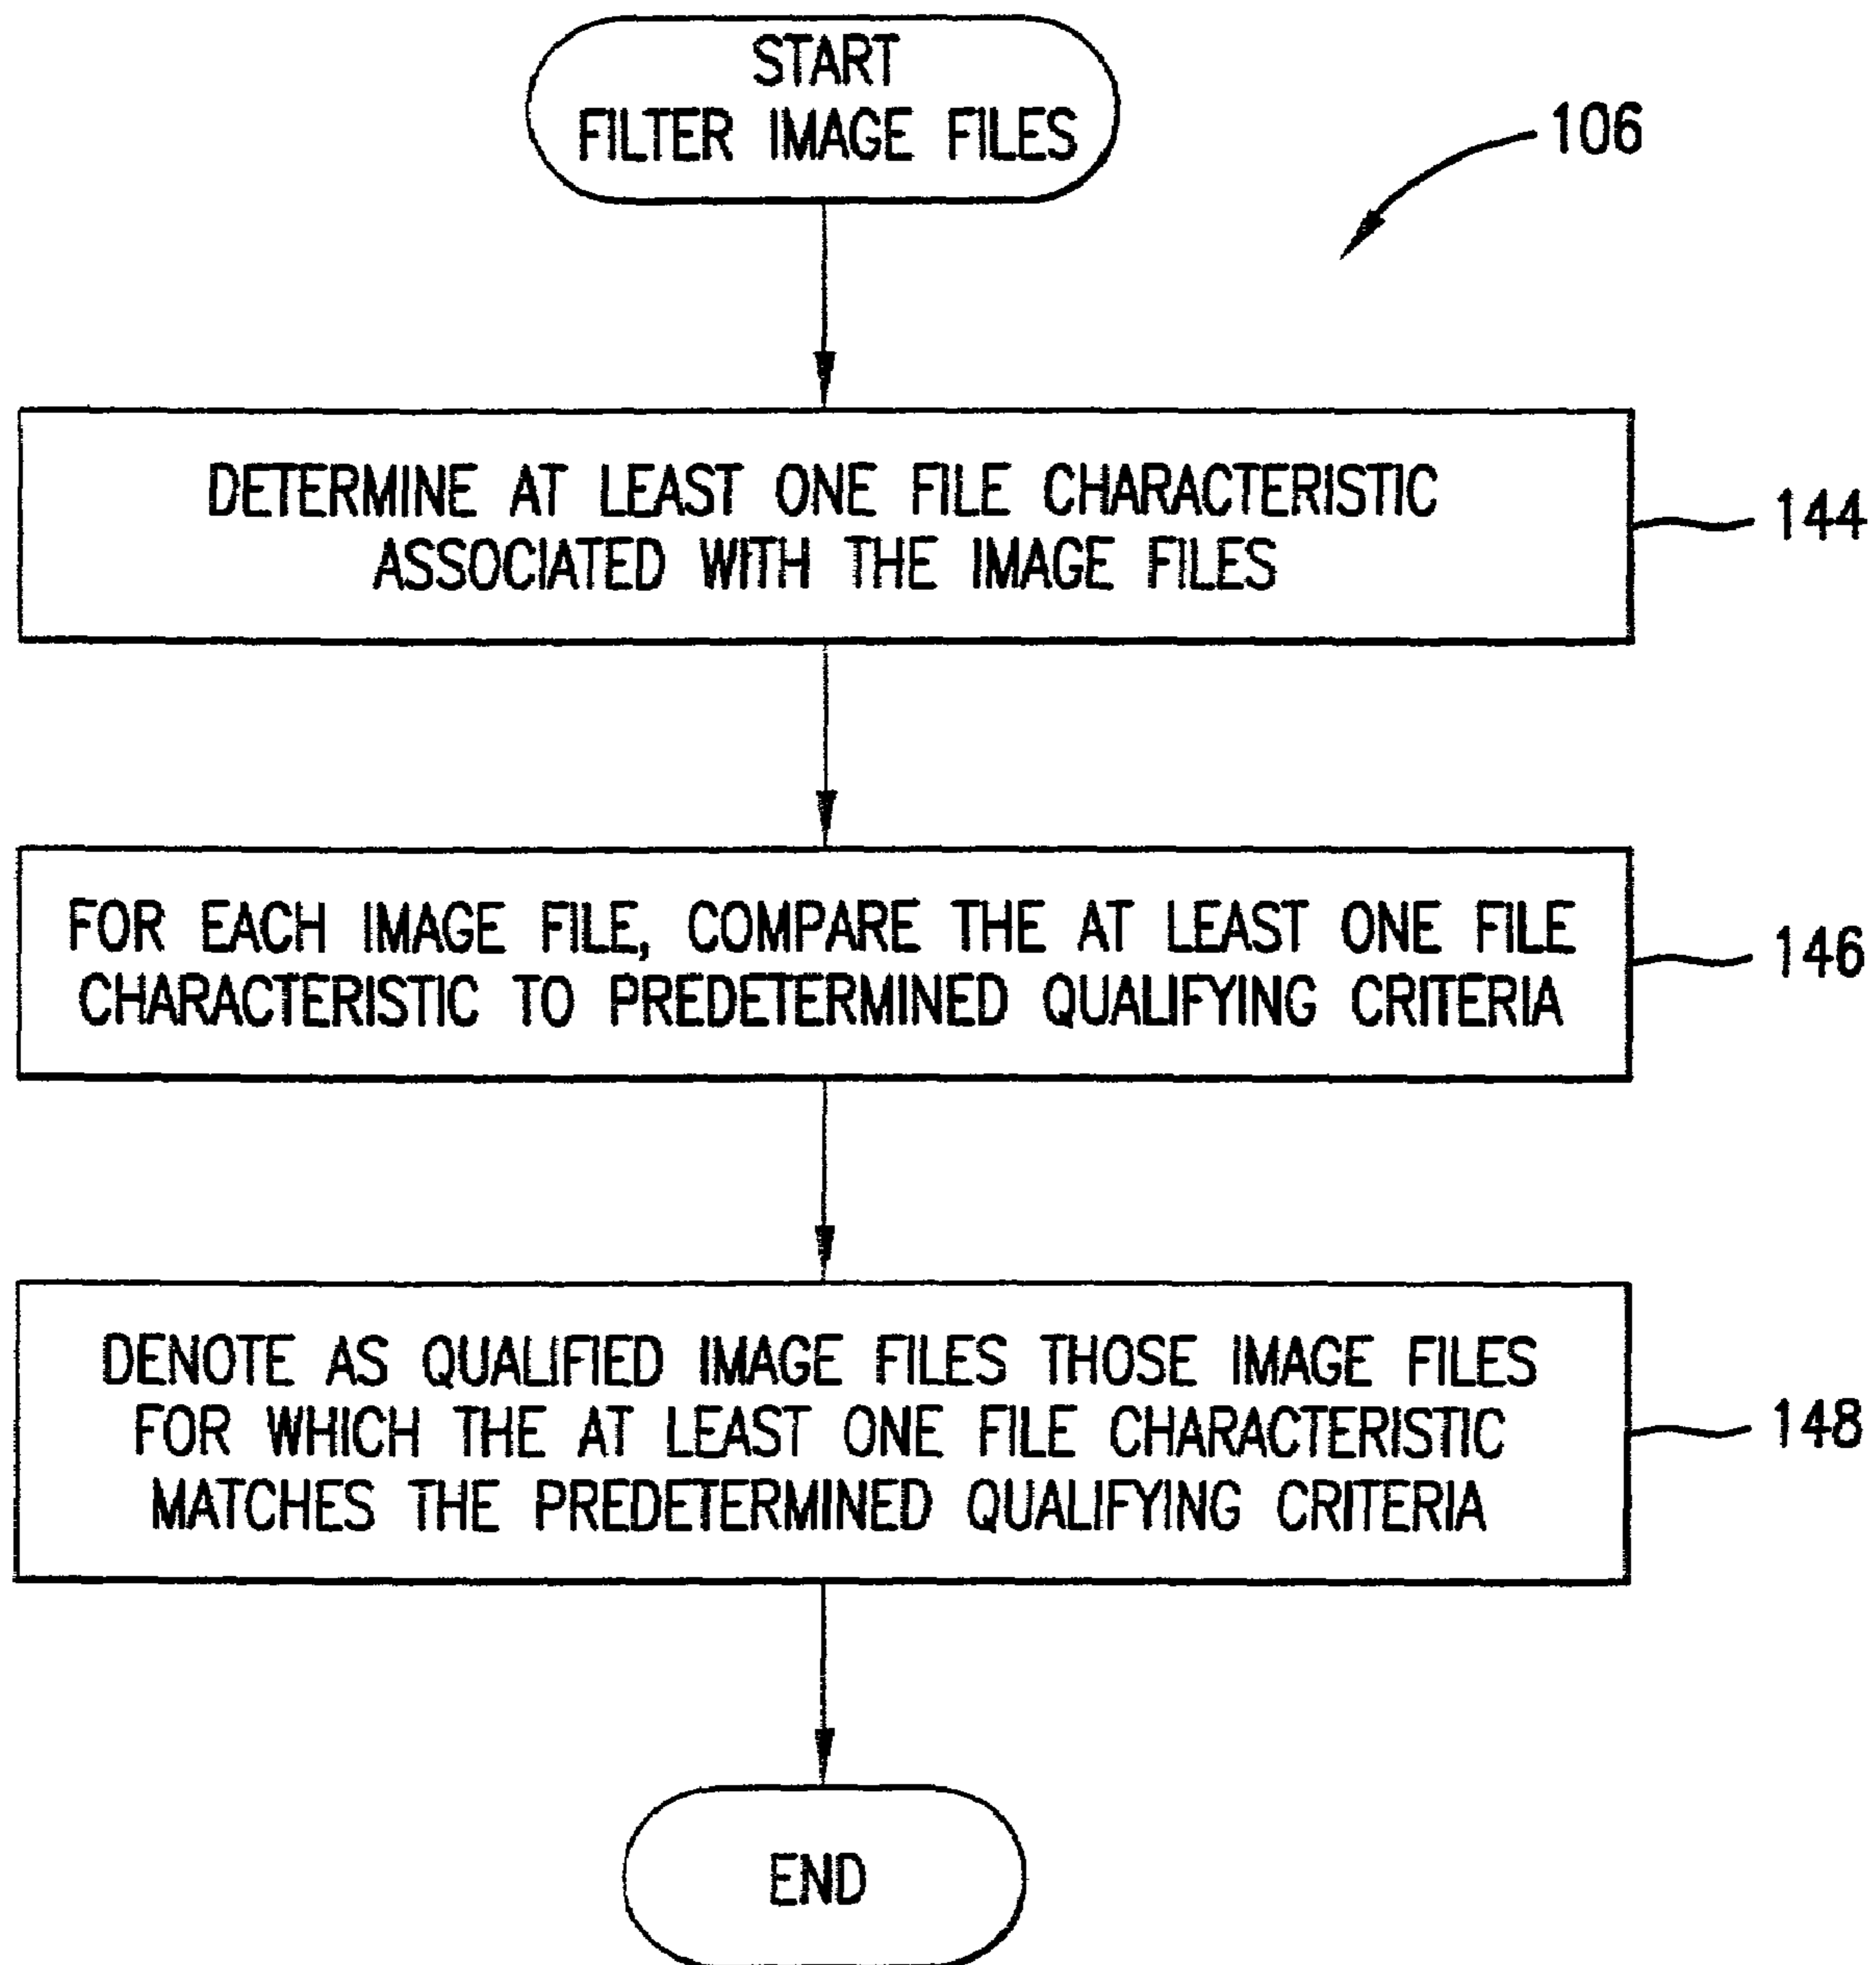 START
FILTER IMAGE FILES
106
DETERMINE AT LEAST ONE FILE CHARACTERISTIC
ASSOCIATED WITH THE IMAGE FILES
144
FOR EACH IMAGE FILE, COMPARE THE AT LEAST ONE FILE
CHARACTERISTIC TO PREDETERMINED QUALIFYING CRITERIA
146
DENOTE AS QUALIFIED IMAGE FILES THOSE IMAGE FILES
FOR WHICH THE AT LEAST ONE FILE CHARACTERISTIC
MATCHES THE PREDETERMINED QUALIFYING CRITERIA
148
END